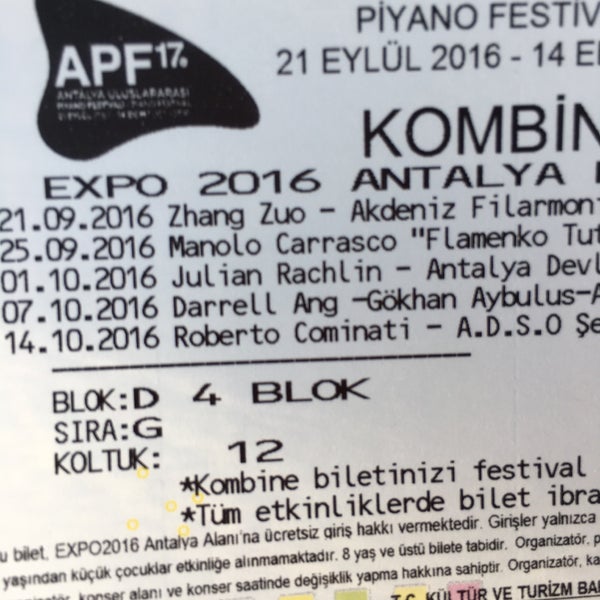 PİYANO FESTİV
21 EYLÜL 2016 - 14 E
APF 17.
ANTALYA ULUSLARARASI
KOMBİN
EXPO 2016 ANTALYA
21.09.2016 Zhang Zuo - Akdeniz Filarmoni
25.09.2016 Manolo Carrasco "Flamenko Tut
01.10.2016 Julian Rachlin - Antalya Devl
07.10.2016 Darrell Ang -Gökhan Aybulus-A
14.10.2016 Roberto Cominati - A.D.S.O Şe
BLOK:D 4 BLOK
SIRA:G
KOLTUK: 12
*Kombine biletinizi festival
*Tüm etkinliklerde bilet ibra
u bilet, EXPO2016 Antalya Alanı'na ücretsiz giriş hakkı vermektedir. Girişler yalnızca
yaşından küçük çocuklar etkinliğe alınmamaktadır. 8 yaş ve üstü bilete tabidir. Organizatör, p
konser alanı ve konser saatinde değişiklik yapma hakkına sahiptir. Organizatör, ka
T.C. KÜLTÜR VE TURİZM BA